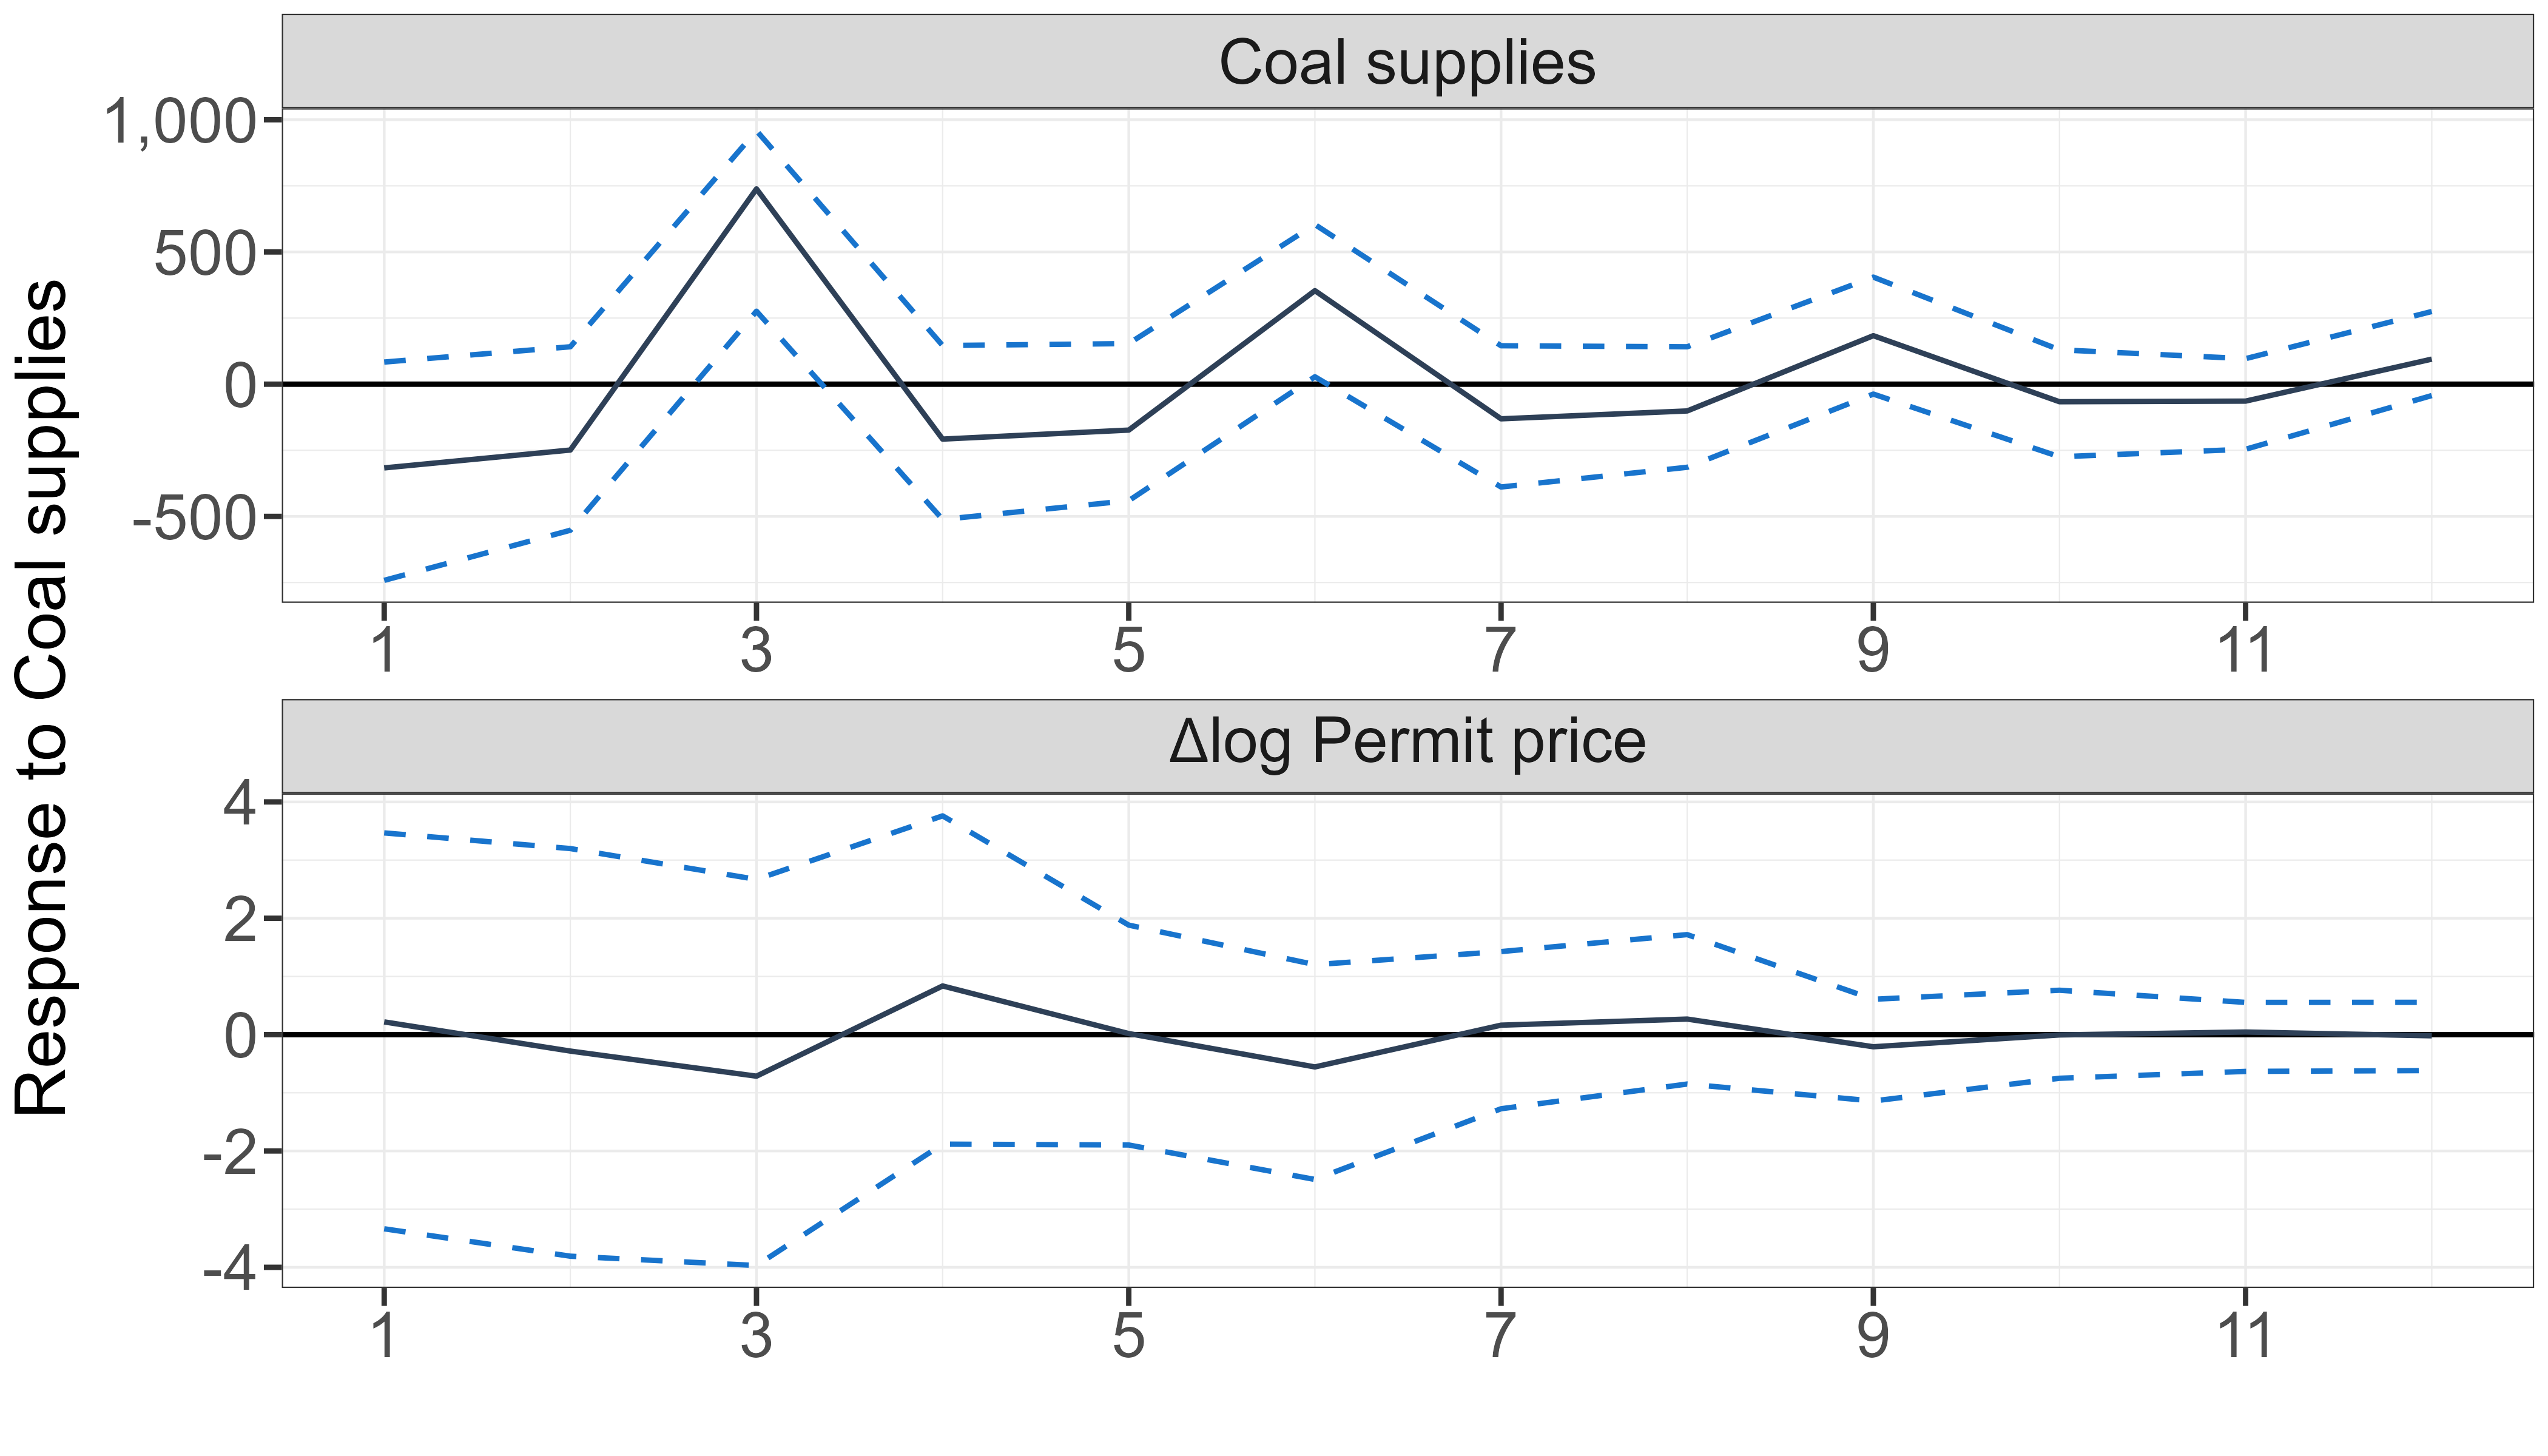 Response to Coal supplies
Coal supplies
1,000
500
0
-500
1 3 5 7 9 11
Δlog Permit price
4
2
0
-2
-4
1 3 5 7 9 11